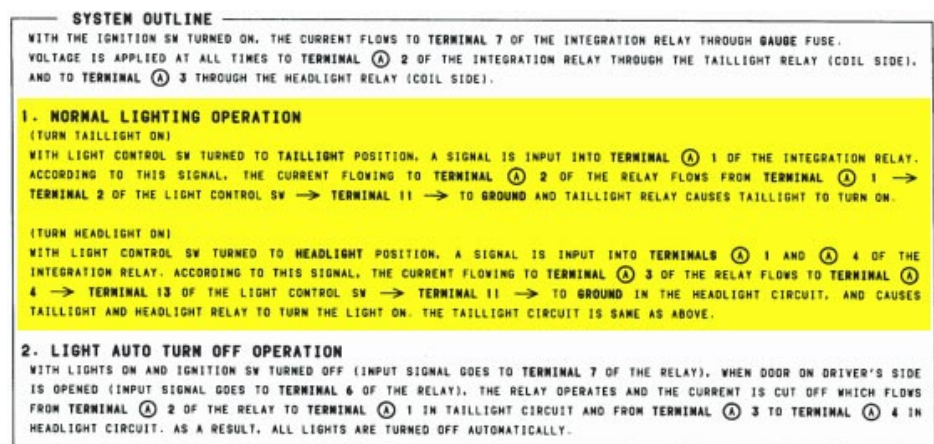 SYSTEM OUTLINE
WITH THE IGNITION SW TURNED ON, THE CURRENT FLOWS TO TERMINAL 7 OF THE INTEGRATION RELAY THROUGH GAUGE FUSE.
VOLTAGE IS APPLIED AT ALL TIMES TO TERMINAL Ⓐ 2 OF THE INTEGRATION RELAY THROUGH THE TAILLIGHT RELAY (COIL SIDE),
AND TO TERMINAL Ⓐ 3 THROUGH THE HEADLIGHT RELAY (COIL SIDE).
1. NORMAL LIGHTING OPERATION
(TURN TAILLIGHT ON)
WITH LIGHT CONTROL SW TURNED TO TAILLIGHT POSITION, A SIGNAL IS INPUT INTO TERMINAL Ⓐ 1 OF THE INTEGRATION RELAY.
ACCORDING TO THIS SIGNAL, THE CURRENT FLOWING TO TERMINAL Ⓐ 2 OF THE RELAY FLOWS FROM TERMINAL Ⓐ 1 →
TERMINAL 2 OF THE LIGHT CONTROL SW → TERMINAL 11 → TO GROUND AND TAILLIGHT RELAY CAUSES TAILLIGHT TO TURN ON.
(TURN HEADLIGHT ON)
WITH LIGHT CONTROL SW TURNED TO HEADLIGHT POSITION, A SIGNAL IS INPUT INTO TERMINALS Ⓐ 1 AND Ⓐ 4 OF THE
INTEGRATION RELAY. ACCORDING TO THIS SIGNAL, THE CURRENT FLOWING TO TERMINAL Ⓐ 3 OF THE RELAY FLOWS TO TERMINAL Ⓐ
4 → TERMINAL 13 OF THE LIGHT CONTROL SW → TERMINAL 11 → TO GROUND IN THE HEADLIGHT CIRCUIT, AND CAUSES
TAILLIGHT AND HEADLIGHT RELAY TO TURN THE LIGHT ON. THE TAILLIGHT CIRCUIT IS SAME AS ABOVE.
2. LIGHT AUTO TURN OFF OPERATION
WITH LIGHTS ON AND IGNITION SW TURNED OFF (INPUT SIGNAL GOES TO TERMINAL 7 OF THE RELAY), WHEN DOOR ON DRIVER'S SIDE
IS OPENED (INPUT SIGNAL GOES TO TERMINAL 6 OF THE RELAY), THE RELAY OPERATES AND THE CURRENT IS CUT OFF WHICH FLOWS
FROM TERMINAL Ⓐ 2 OF THE RELAY TO TERMINAL Ⓐ 1 IN TAILLIGHT CIRCUIT AND FROM TERMINAL Ⓐ 3 TO TERMINAL Ⓐ 4 IN
HEADLIGHT CIRCUIT. AS A RESULT, ALL LIGHTS ARE TURNED OFF AUTOMATICALLY.